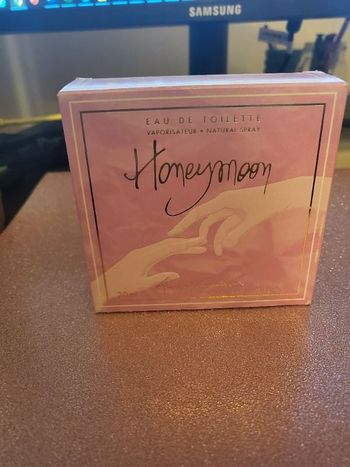 SAMSUNG
EAU DE TOILETTE
VAPORISATEUR • NATURAL SPRAY
Honeymoon